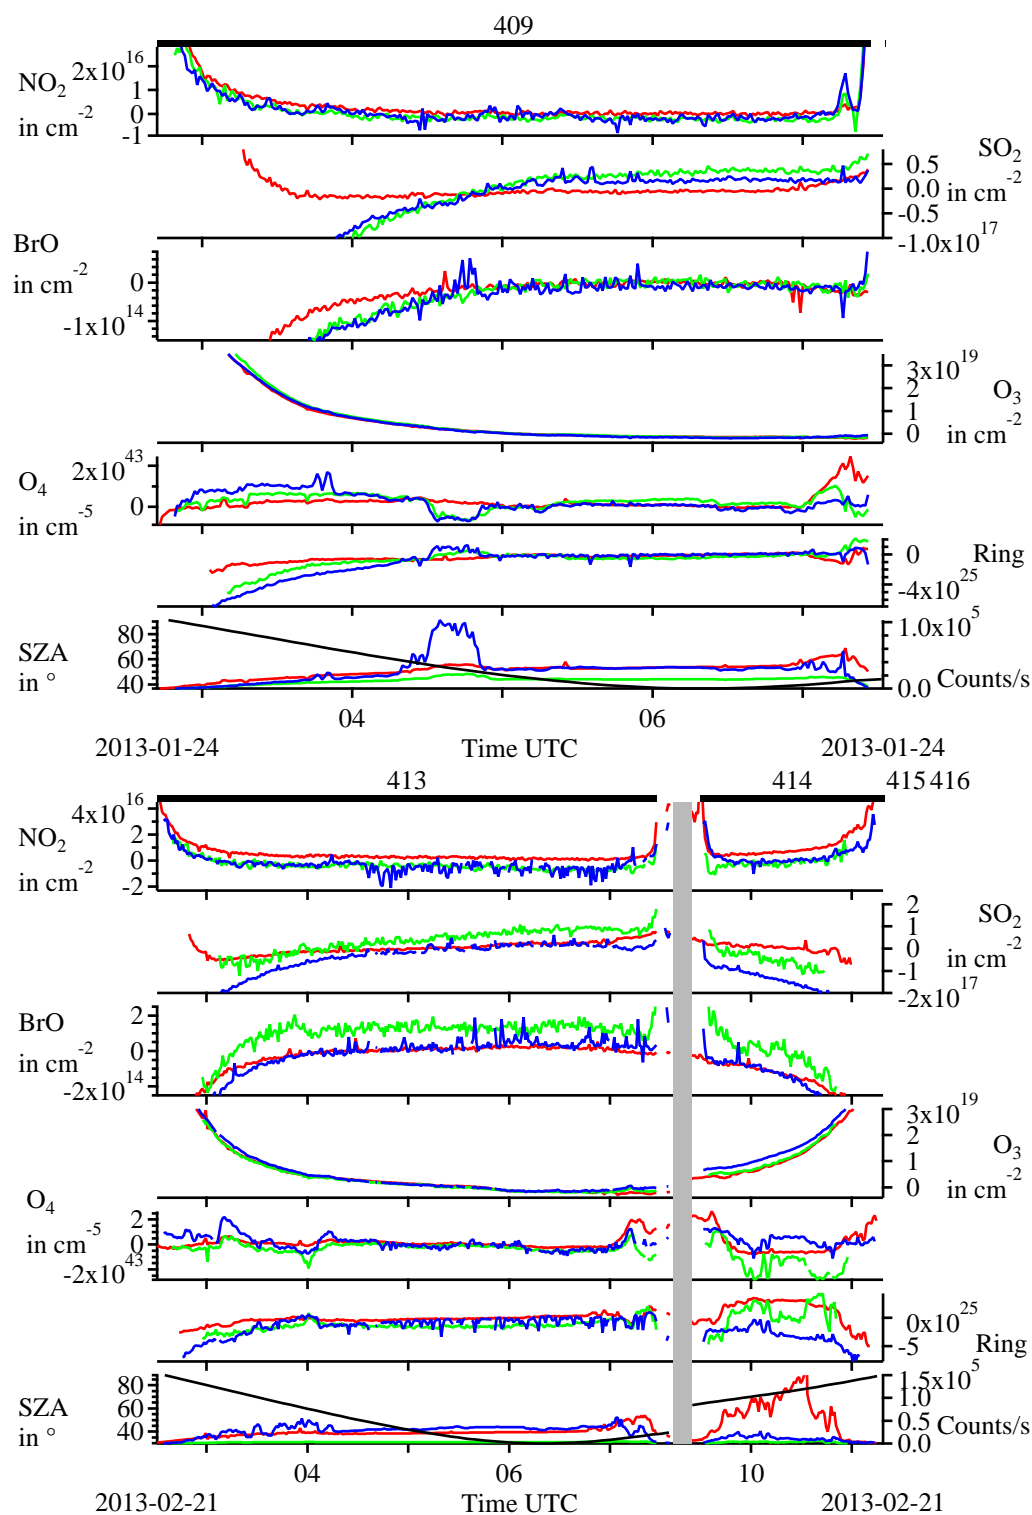 409
NO2
in cm-2
2x10^16
1
0
-1
0.5
0.0
-0.5
-1.0x10^17
SO2
in cm-2
BrO
in cm-2
0
-1x10^14
3x10^19
2
1
0
O3
in cm-2
O4
in cm-5
2x10^43
0
0
-4x10^25
Ring
SZA
in °
80
60
40
1.0x10^5
0.0
Counts/s
04
06
2013-01-24
Time UTC
2013-01-24
413
414
415
416
NO2
in cm-2
4x10^16
2
0
-2
2
1
0
-1
-2x10^17
SO2
in cm-2
BrO
in cm-2
2
0
-2x10^14
3x10^19
2
1
0
O3
in cm-2
O4
in cm-5
2
0
-2x10^43
0x10^25
-5
Ring
SZA
in °
80
60
40
1.5x10^5
1.0
0.5
0.0
Counts/s
04
06
10
2013-02-21
Time UTC
2013-02-21